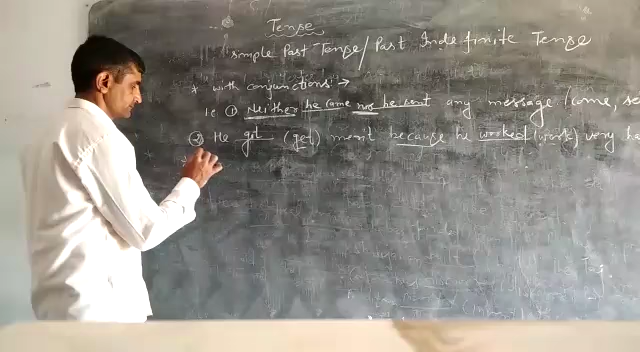 Tense
Simple Past Tense/Past Indefinite Tense
* with conjunctions:→
ie ① Neither he came nor he sent any message (come, se
② He got (get) merit because he worked (work) very ha